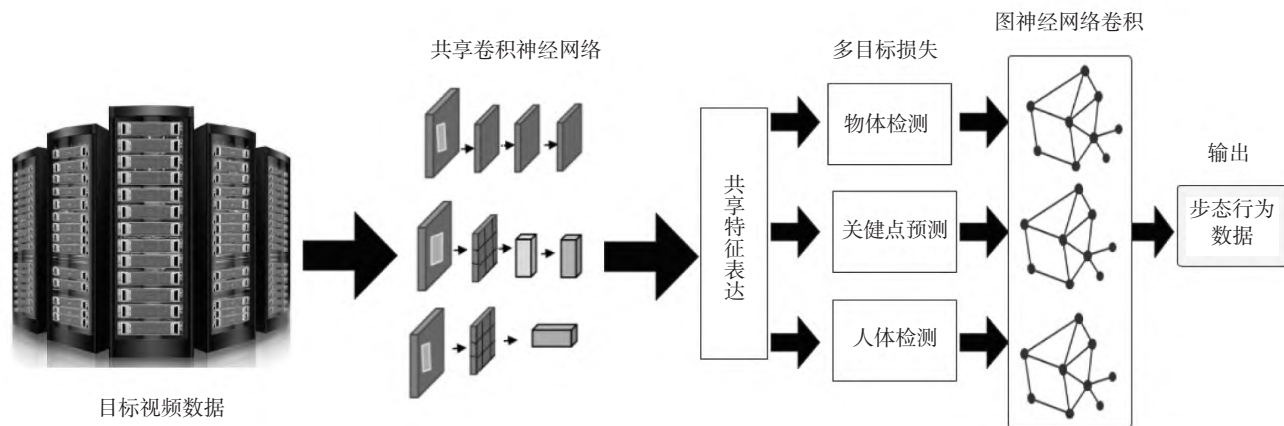 目标视频数据
共享卷积神经网络
共享特征表达
多目标损失
物体检测
关健点预测
人体检测
图神经网络卷积
输出
步态行为
数据